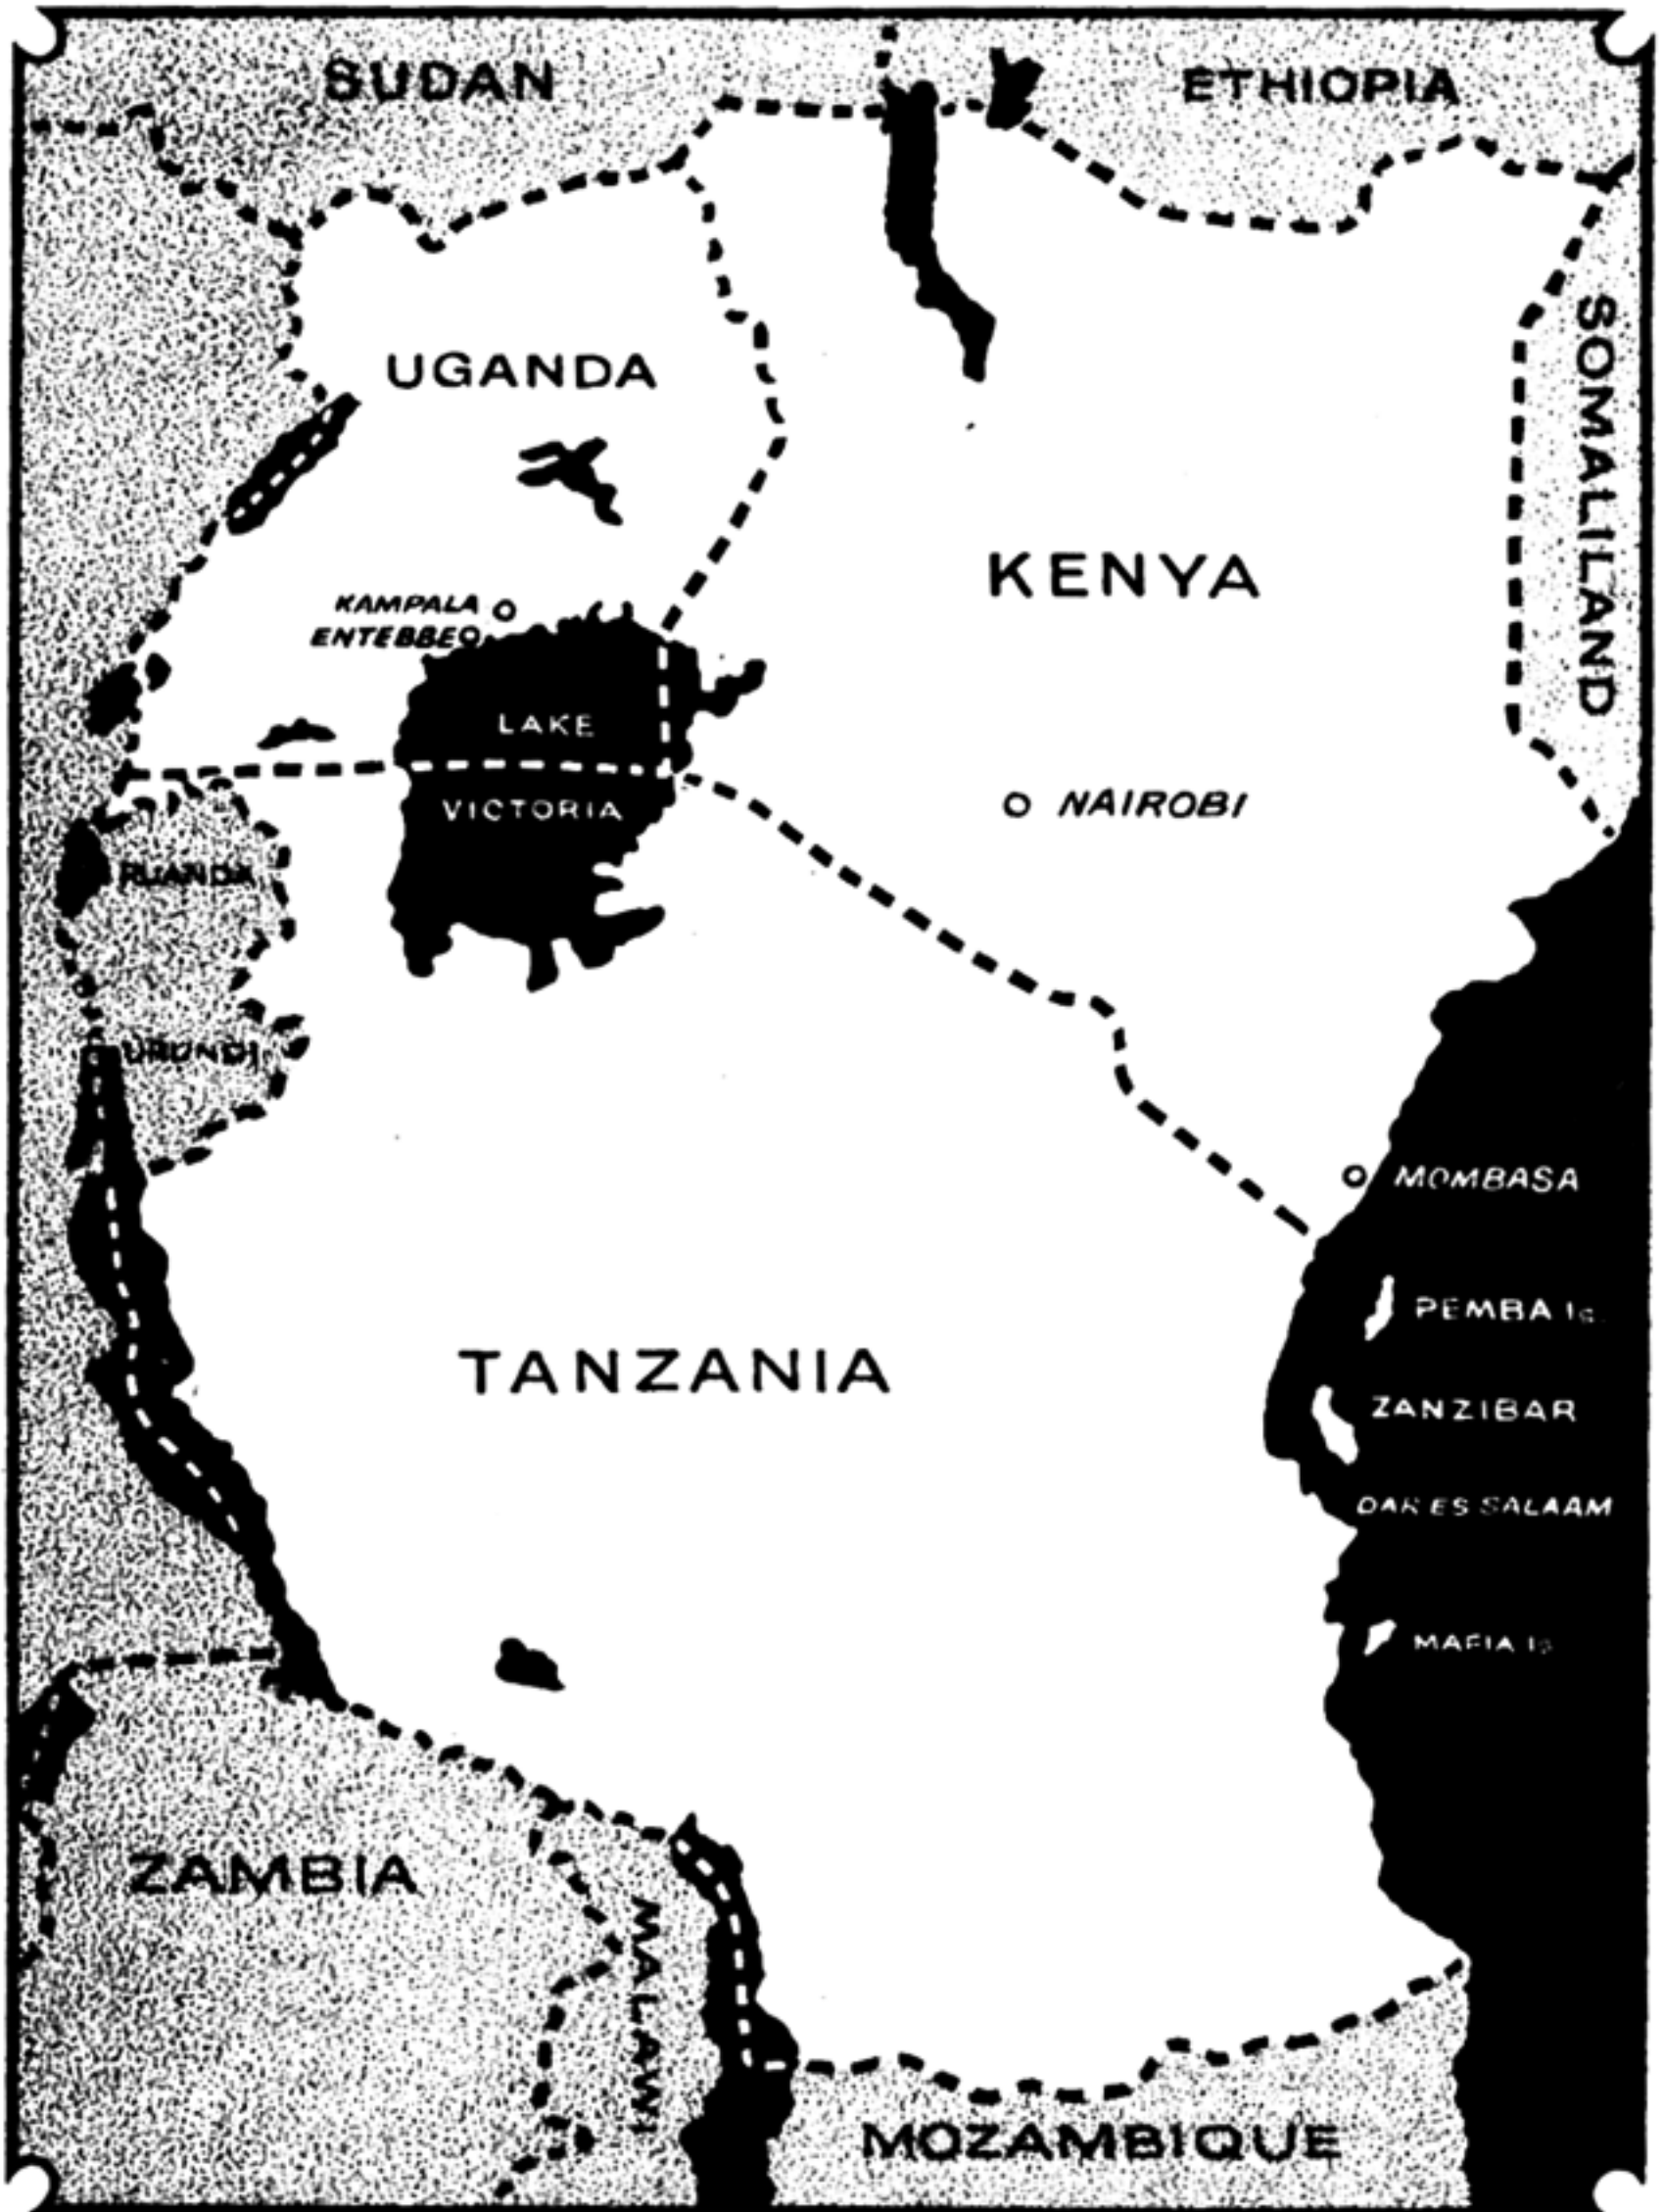 SUDAN
ETHIOPIA
SOMALILAND
UGANDA
KENYA
KAMPALA
ENTEBBE
LAKE
VICTORIA
NAIROBI
RUANDA
URUNDI
MOMBASA
PEMBA Is.
ZANZIBAR
TANZANIA
DAR ES SALAAM
MAFIA Is
ZAMBIA
MALAWI
MOZAMBIQUE